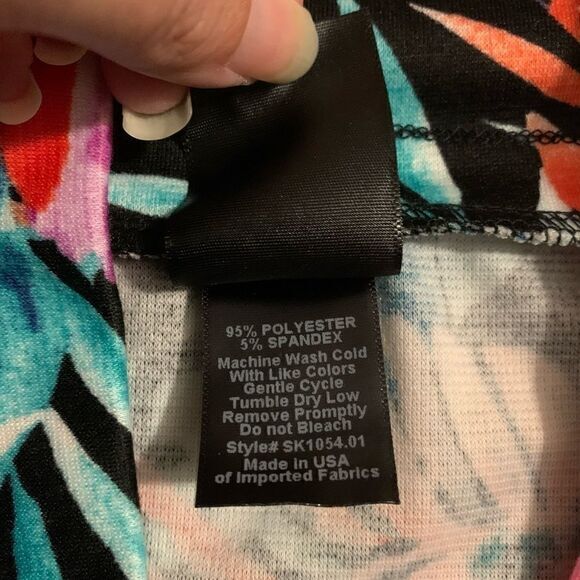 95% POLYESTER
5% SPANDEX
Machine Wash Cold
With Like Colors
Gentle Cycle
Tumble Dry Low
Remove Promptly
Do not Bleach
Style# SK1054.01
Made in USA
of Imported Fabrics